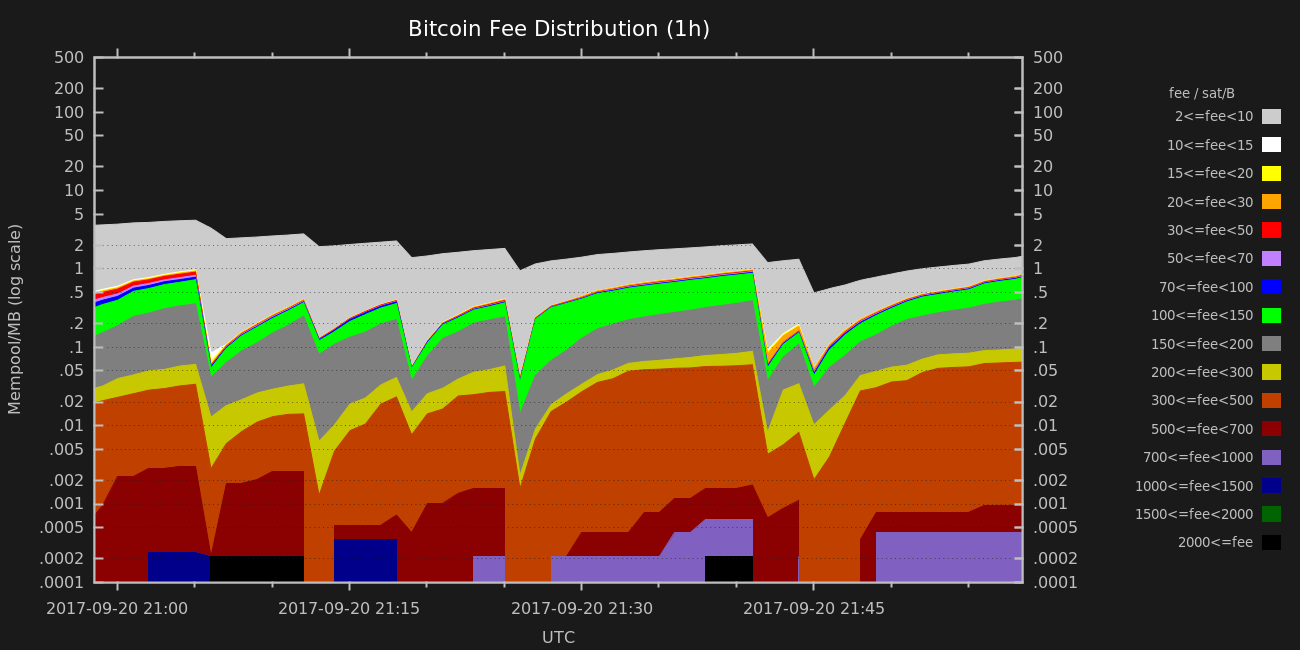 Bitcoin Fee Distribution (1h)
500
200
100
50
20
10
5
2
1
.5
.2
.1
.05
.02
.01
.005
.002
.001
.0005
.0002
.0001
Mempool/MB (log scale)
500
200
100
50
20
10
5
2
1
.5
.2
.1
.05
.02
.01
.005
.002
.001
.0005
.0002
.0001
2017-09-20 21:00
2017-09-20 21:15
2017-09-20 21:30
2017-09-20 21:45
UTC
fee / sat/B
2<=fee<10
10<=fee<15
15<=fee<20
20<=fee<30
30<=fee<50
50<=fee<70
70<=fee<100
100<=fee<150
150<=fee<200
200<=fee<300
300<=fee<500
500<=fee<700
700<=fee<1000
1000<=fee<1500
1500<=fee<2000
2000<=fee